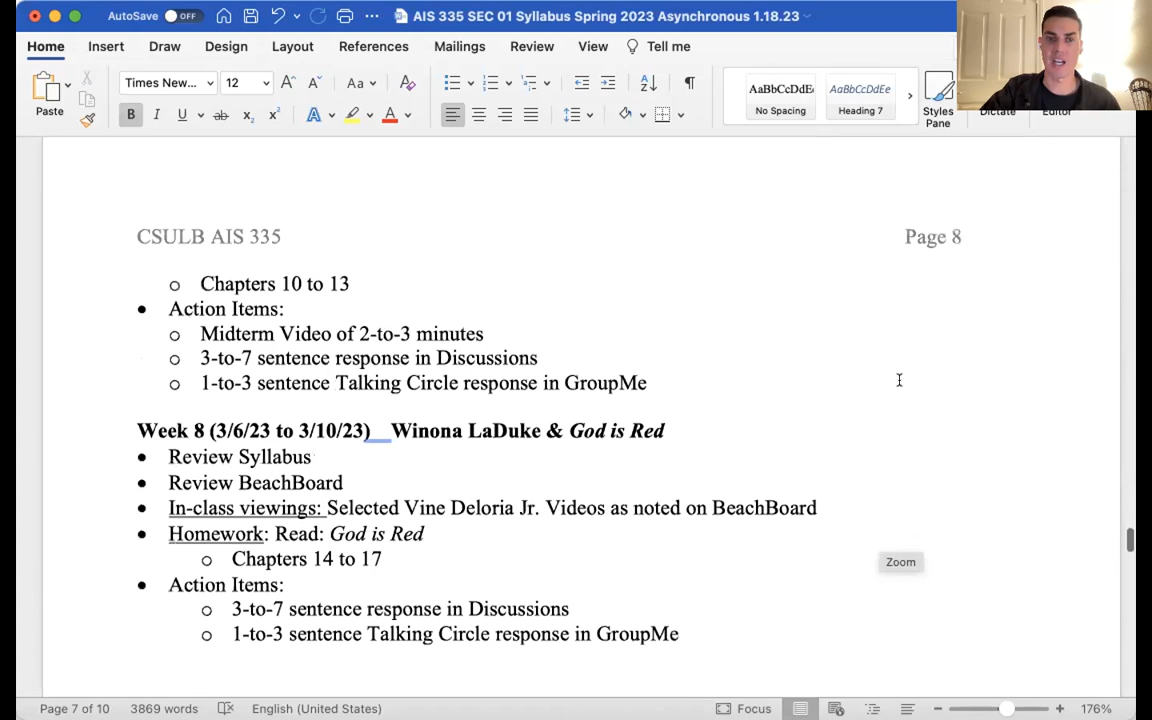 AutoSave OFF AIS 335 SEC 01 Syllabus Spring 2023 Asynchronous 1.18.23
Home Insert Draw Design Layout References Mailings Review View Tell me
Paste
Times New... 12 Aa
B I U ab x2 x2 A A
AaBbCcDdE AaBbCcDdEe
No Spacing Heading 7
Styles Pane
Dictate Editor
CSULB AIS 335 Page 8
o Chapters 10 to 13
• Action Items:
o Midterm Video of 2-to-3 minutes
o 3-to-7 sentence response in Discussions
o 1-to-3 sentence Talking Circle response in GroupMe
Week 8 (3/6/23 to 3/10/23) Winona LaDuke & God is Red
• Review Syllabus
• Review BeachBoard
• In-class viewings: Selected Vine Deloria Jr. Videos as noted on BeachBoard
• Homework: Read: God is Red
o Chapters 14 to 17
• Action Items:
o 3-to-7 sentence response in Discussions
o 1-to-3 sentence Talking Circle response in GroupMe
Zoom
Page 7 of 10 3869 words English (United States) Focus 176%